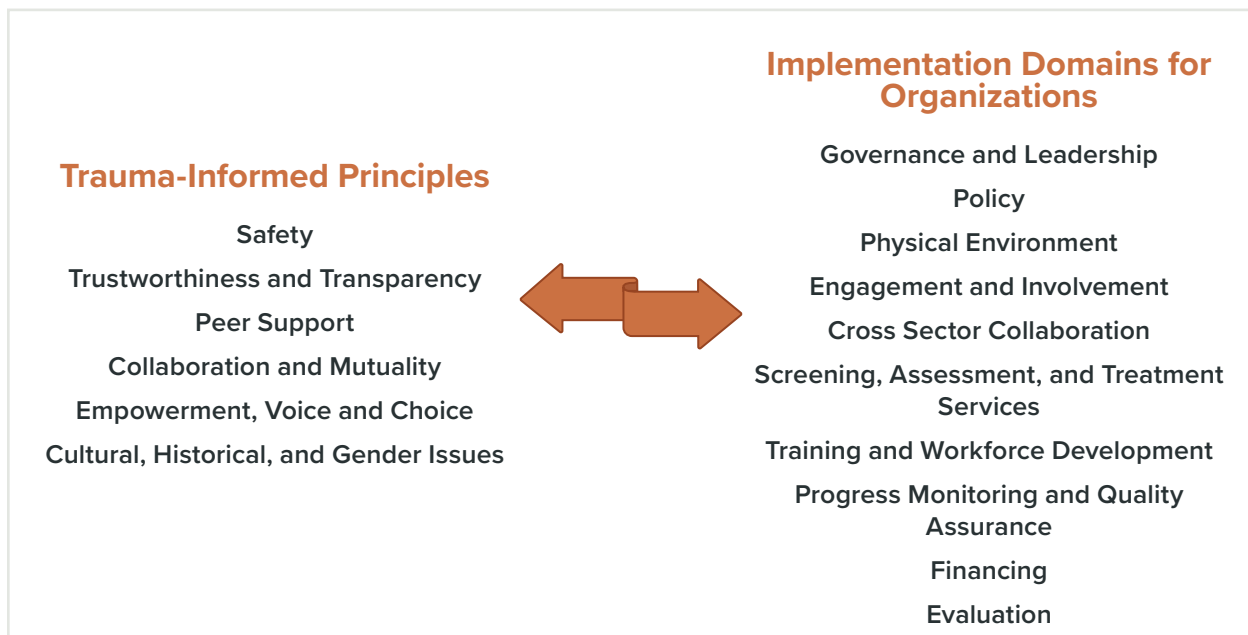 Trauma-Informed Principles
Safety
Trustworthiness and Transparency
Peer Support
Collaboration and Mutuality
Empowerment, Voice and Choice
Cultural, Historical, and Gender Issues
Implementation Domains for
Organizations
Governance and Leadership
Policy
Physical Environment
Engagement and Involvement
Cross Sector Collaboration
Screening, Assessment, and Treatment
Services
Training and Workforce Development
Progress Monitoring and Quality
Assurance
Financing
Evaluation